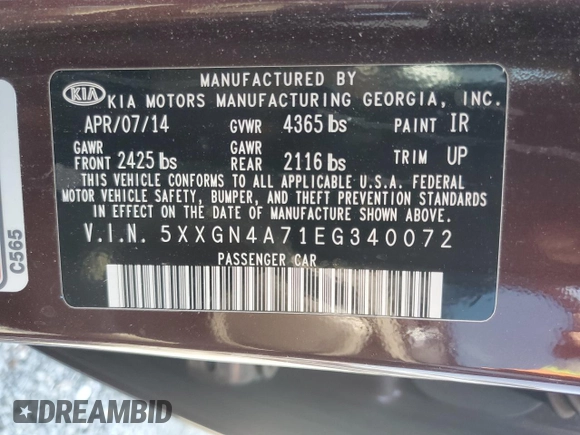 MANUFACTURED BY
KIA KIA MOTORS MANUFACTURING GEORGIA, INC.
APR/07/14 GVWR 4365 lbs PAINT IR
GAWR FRONT 2425 lbs GAWR REAR 2116 lbs TRIM UP
THIS VEHICLE CONFORMS TO ALL APPLICABLE U.S.A. FEDERAL
MOTOR VEHICLE SAFETY, BUMPER, AND THEFT PREVENTION STANDARDS
IN EFFECT ON THE DATE OF MANUFACTURE SHOWN ABOVE.
V.I.N. 5XXGN4A71EG340072
PASSENGER CAR
C565
DREAMBID